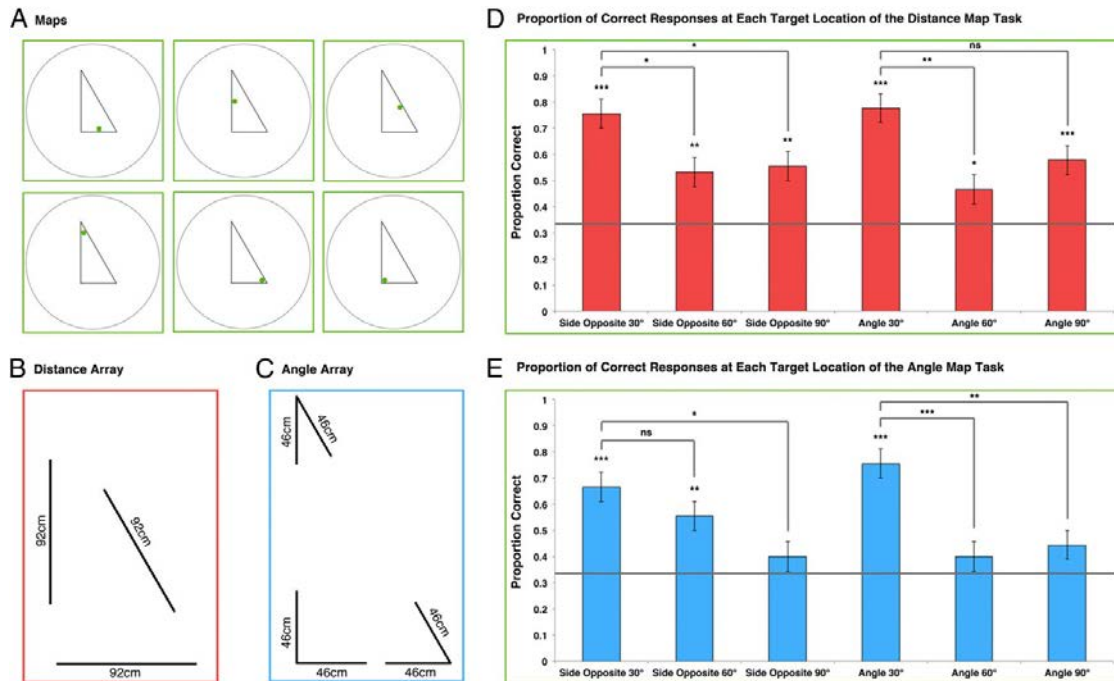 A Maps
B Distance Array
92cm
92cm
92cm
C Angle Array
46cm
46cm
46cm
46cm
46cm
46cm
D Proportion of Correct Responses at Each Target Location of the Distance Map Task
Proportion Correct
1
0.9
0.8
0.7
0.6
0.5
0.4
0.3
0.2
0.1
0
*
*
ns
**
***
**
**
***
*
***
Side Opposite 30° Side Opposite 60° Side Opposite 90° Angle 30° Angle 60° Angle 90°
E Proportion of Correct Responses at Each Target Location of the Angle Map Task
Proportion Correct
1
0.9
0.8
0.7
0.6
0.5
0.4
0.3
0.2
0.1
0
*
ns
**
***
***
**
***
Side Opposite 30° Side Opposite 60° Side Opposite 90° Angle 30° Angle 60° Angle 90°